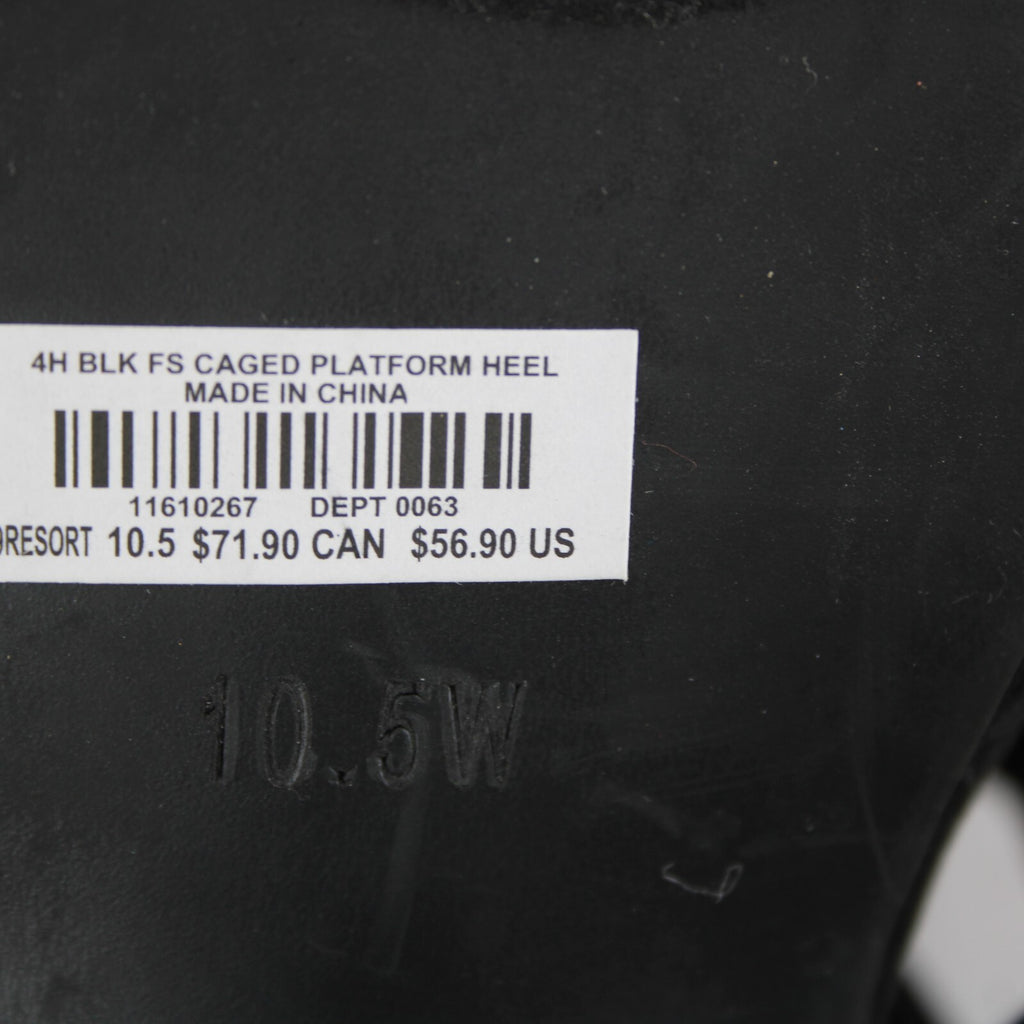 4H BLK FS CAGED PLATFORM HEEL
MADE IN CHINA
11610267 DEPT 0063
RESORT 10.5 $71.90 CAN $56.90 US
10.5W